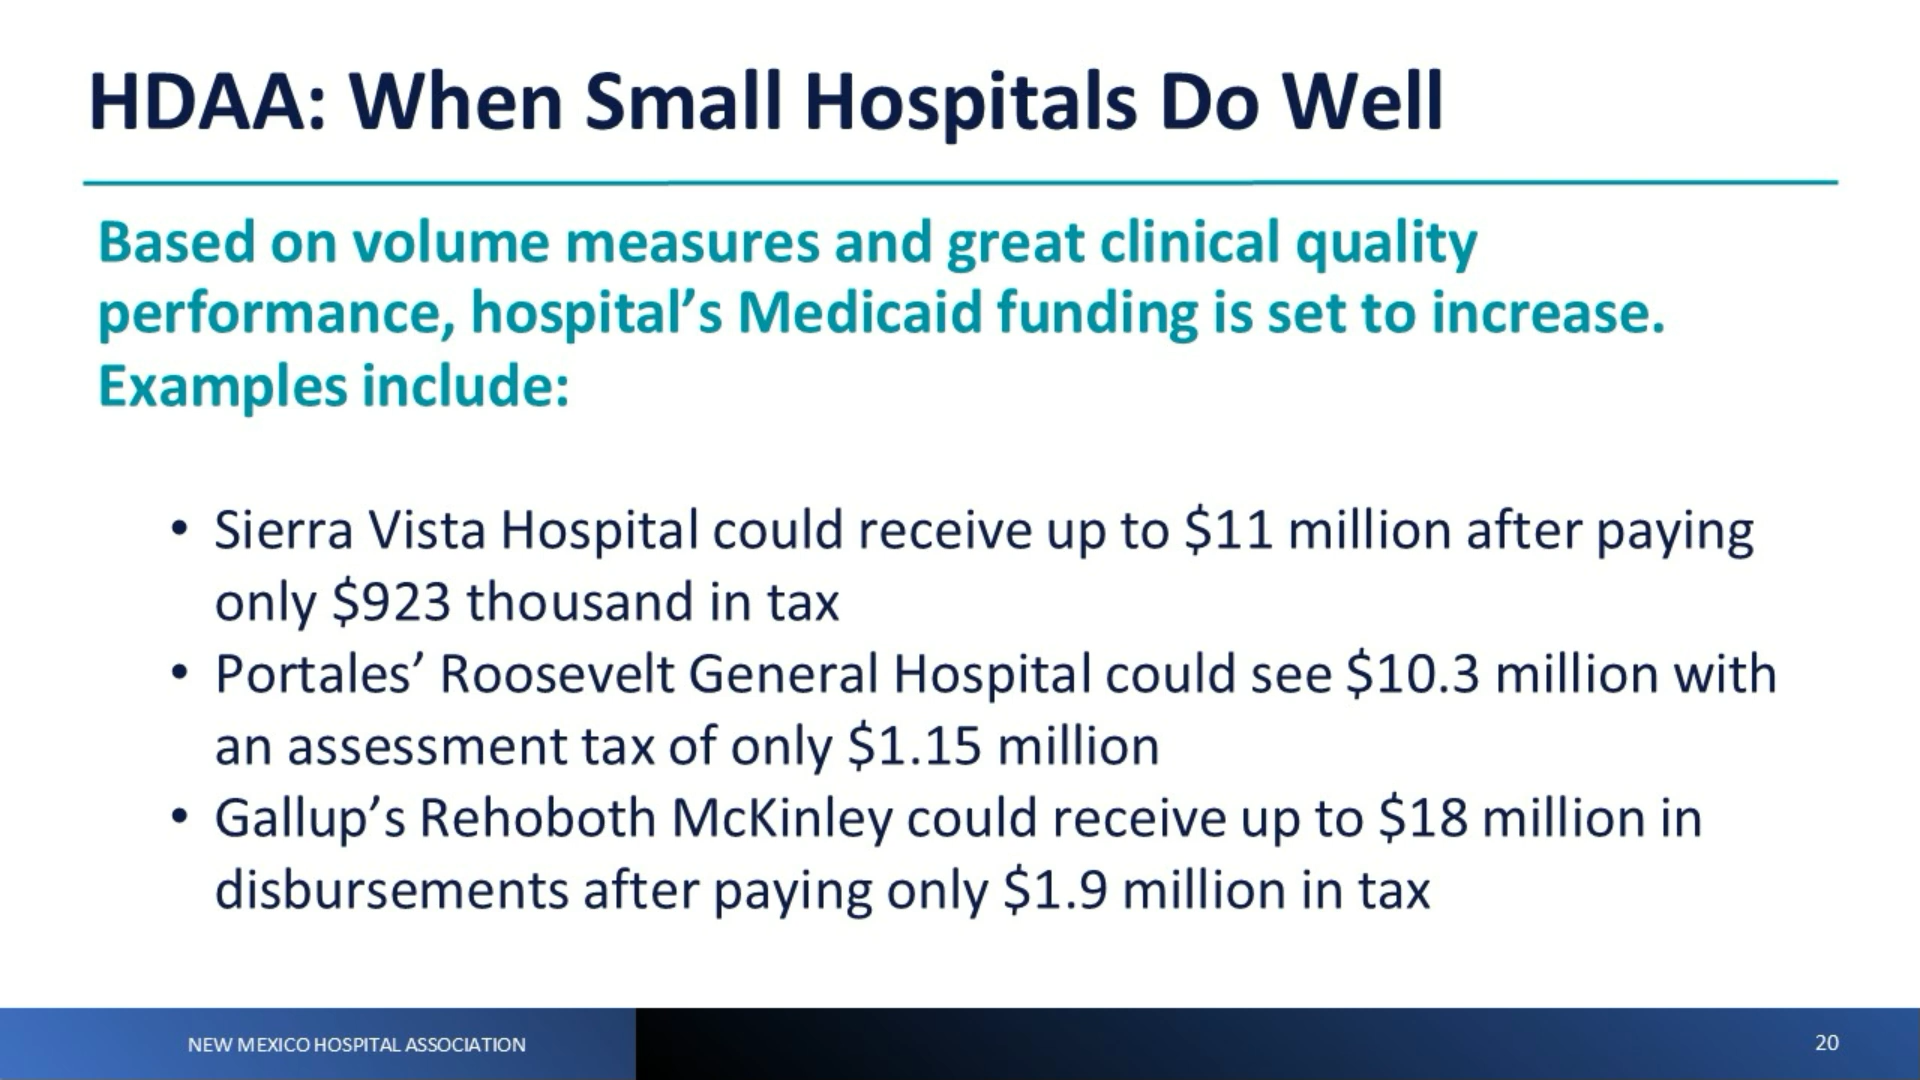 HDAA: When Small Hospitals Do Well
Based on volume measures and great clinical quality
performance, hospital’s Medicaid funding is set to increase.
Examples include:
• Sierra Vista Hospital could receive up to $11 million after paying
only $923 thousand in tax
• Portales’ Roosevelt General Hospital could see $10.3 million with
an assessment tax of only $1.15 million
• Gallup’s Rehoboth McKinley could receive up to $18 million in
disbursements after paying only $1.9 million in tax
NEW MEXICO HOSPITAL ASSOCIATION
20